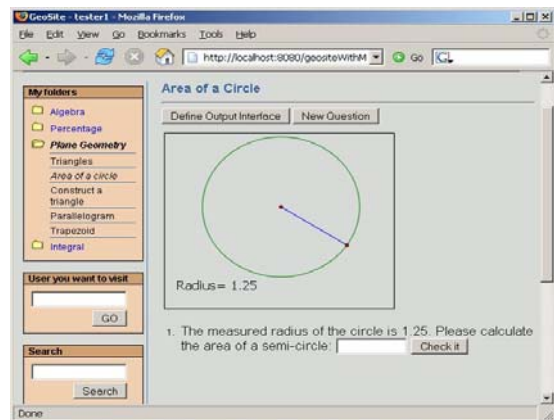 GeoSite - tester1 - Mozilla Firefox
File Edit View Go Bookmarks Tools Help
http://localhost:8080/geositeWithM Go
My folders
Algebra
Percentage
Plane Geometry
Triangles
Area of a circle
Construct a
triangle
Parallelogram
Trapezoid
Integral
User you want to visit
GO
Search
Search
Area of a Circle
Define Output Interface New Question
Radius= 1.25
1. The measured radius of the circle is 1.25. Please calculate
the area of a semi-circle: Check it
Done